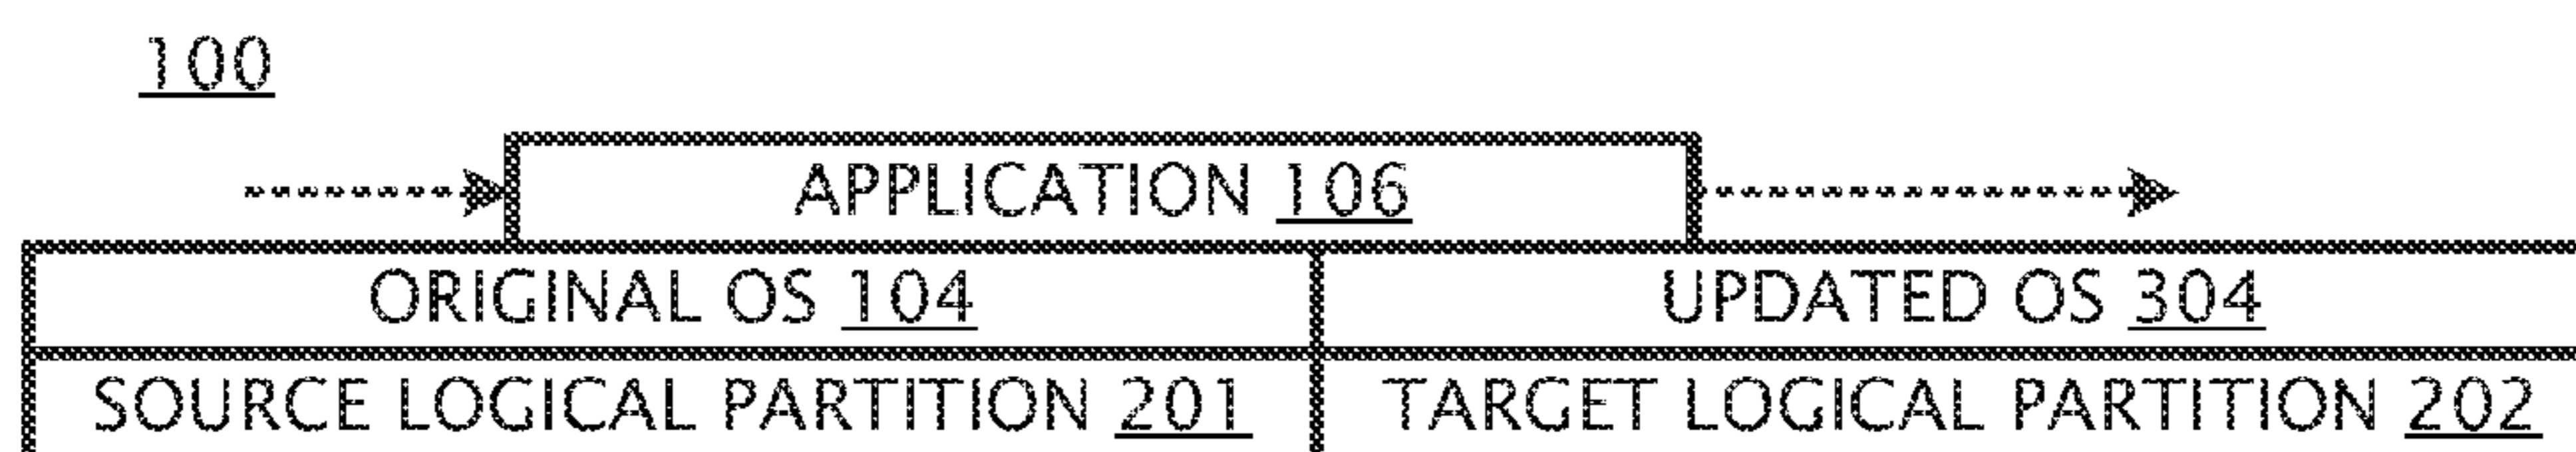 100
APPLICATION 106
ORIGINAL OS 104 UPDATED OS 304
SOURCE LOGICAL PARTITION 201 TARGET LOGICAL PARTITION 202